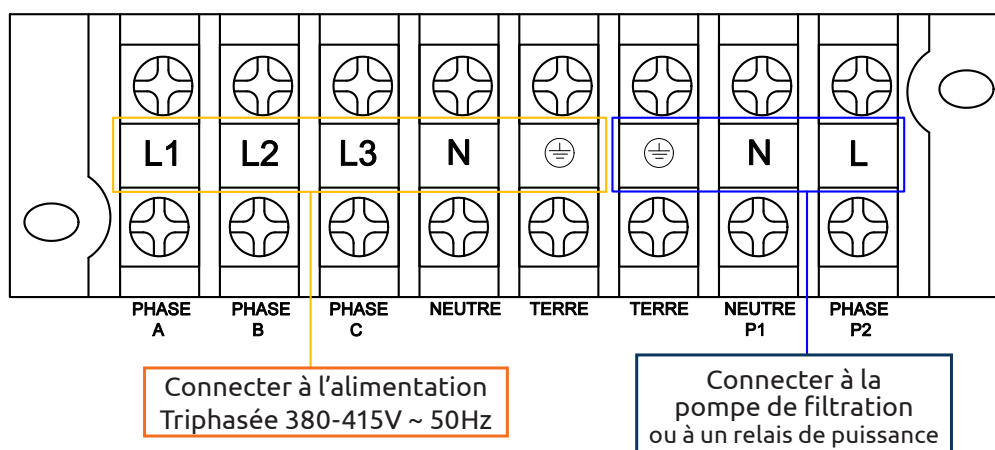 L1 L2 L3 N N L
PHASE A
PHASE B
PHASE C
NEUTRE
TERRE
TERRE
NEUTRE P1
PHASE P2
Connecter à l’alimentation
Triphasée 380-415V ~ 50Hz
Connecter à la
pompe de filtration
ou à un relais de puissance